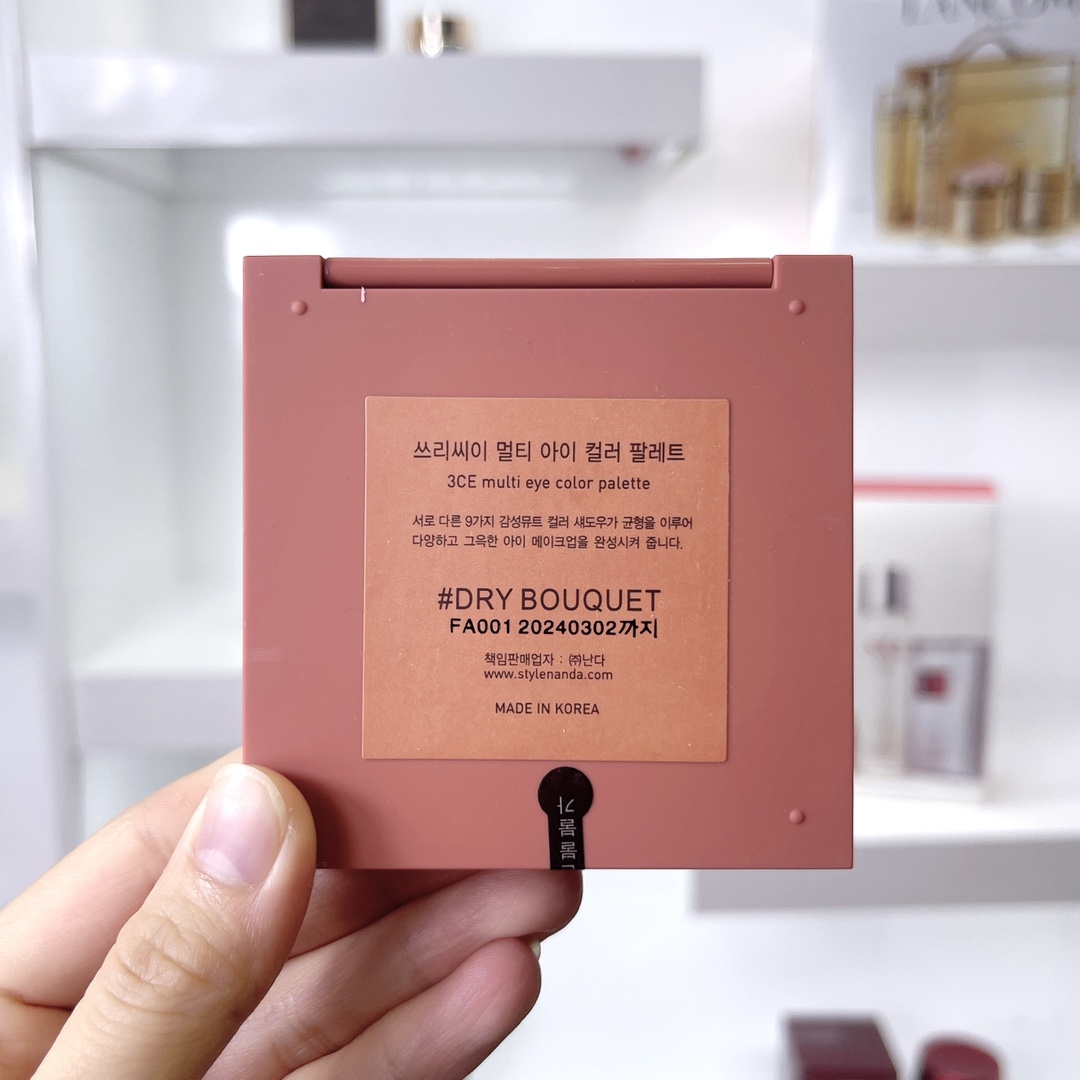 LANCÔME
쓰리씨이 멀티 아이 컬러 팔레트
3CE multi eye color palette
서로 다른 9가지 감성뮤트 컬러 섀도우가 균형을 이루어
다양하고 그윽한 아이 메이크업을 완성시켜 줍니다.
#DRY BOUQUET
FA001 20240302까지
책임판매업자 : ㈜난다
www.stylenanda.com
MADE IN KOREA